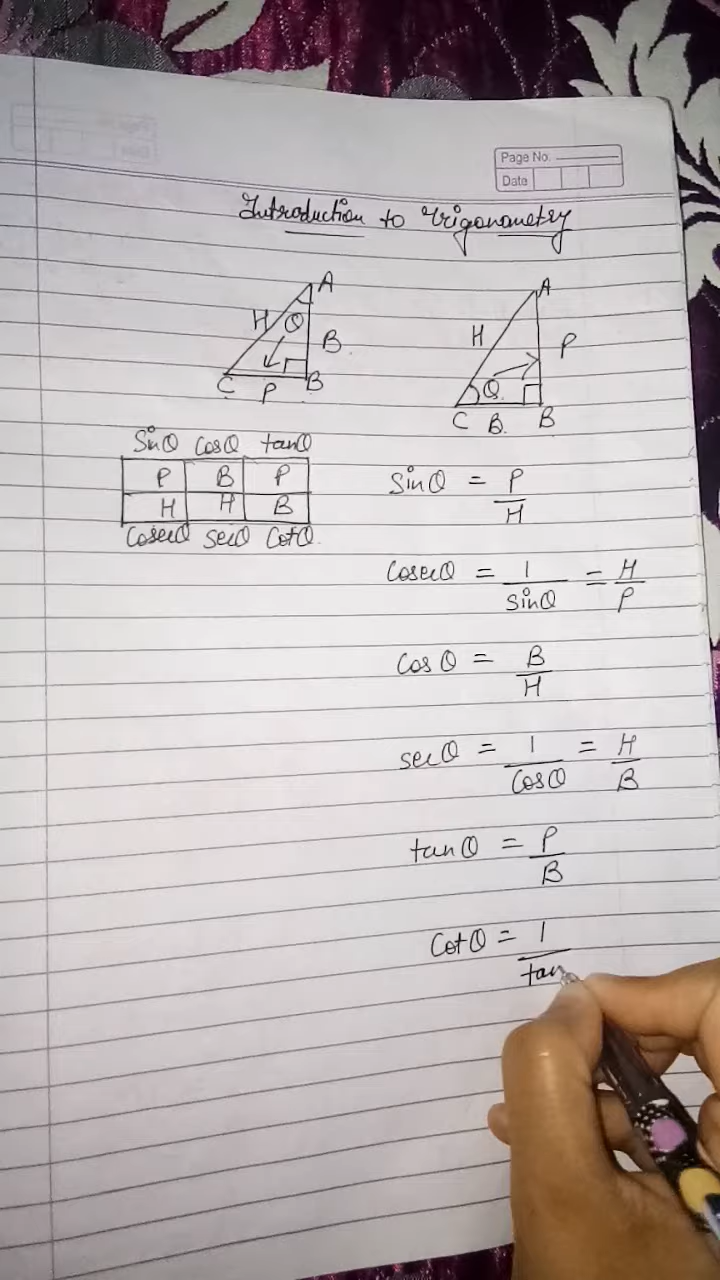 Page No.
Date
Introduction to Trigonometry
A
H θ B
C P B
A
H P
θ
C B. B
Sinθ Cosθ tanθ
P B P
H H B
Cosecθ Secθ Cotθ
Sinθ = P/H
Cosecθ = 1/Sinθ = H/P
Cosθ = B/H
Secθ = 1/Cosθ = H/B
tanθ = P/B
Cotθ = 1/tan